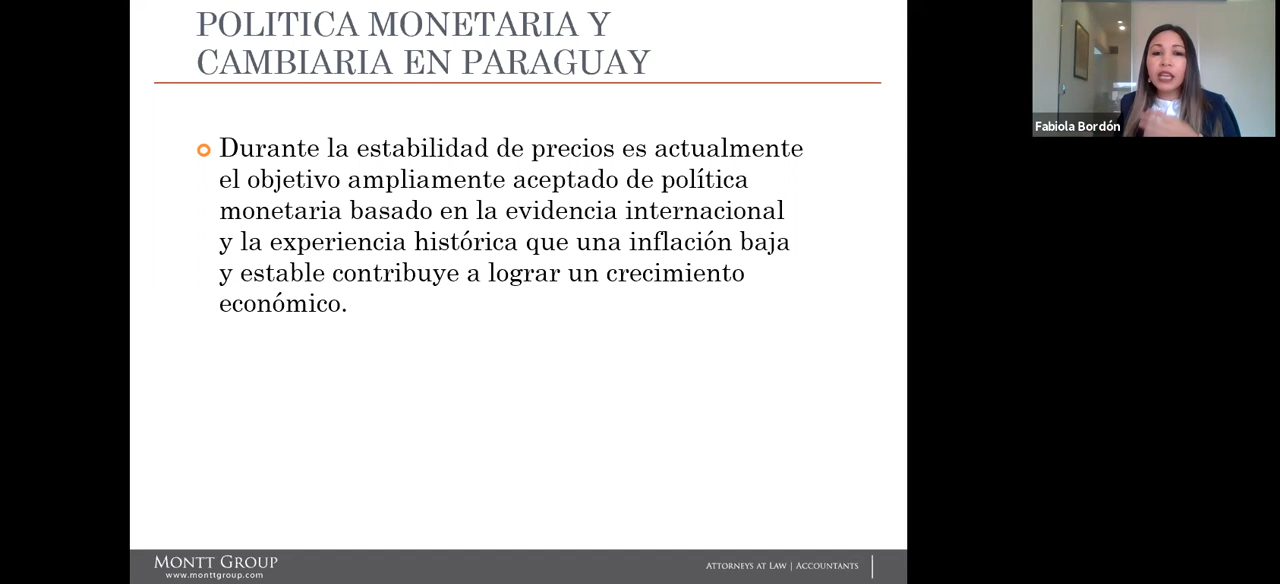 POLITICA MONETARIA Y
CAMBIARIA EN PARAGUAY
Durante la estabilidad de precios es actualmente
el objetivo ampliamente aceptado de política
monetaria basado en la evidencia internacional
y la experiencia histórica que una inflación baja
y estable contribuye a lograr un crecimiento
económico.
Fabiola Bordón
MONTT GROUP
www.monttgroup.com
ATTORNEYS AT LAW | ACCOUNTANTS